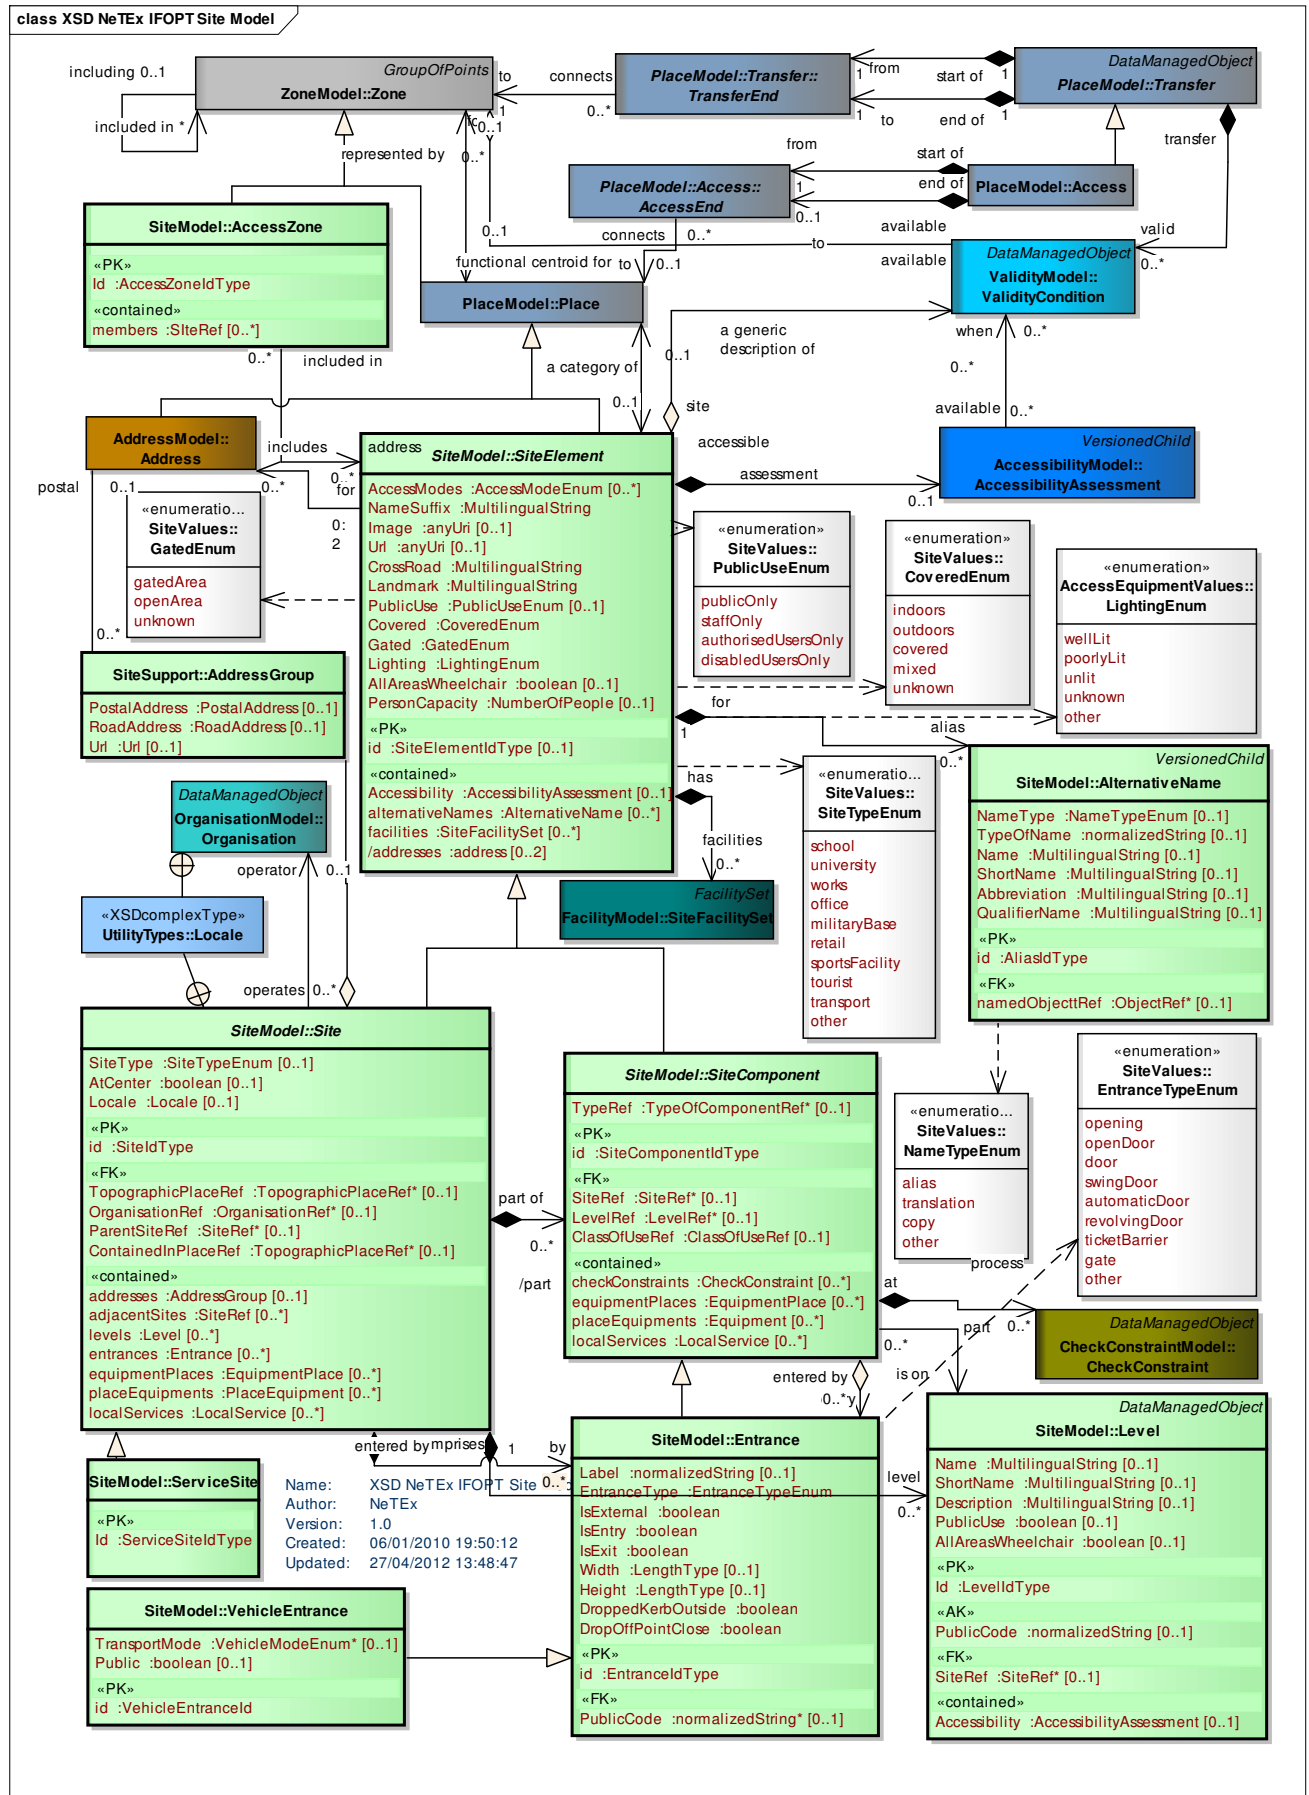 class XSD NeTEx IFOPT Site Model
including 0..1
included in *
GroupOfPoints
ZoneModel::Zone
to
1
connects
0..*
PlaceModel::Transfer::
TransferEnd
from
1
start of
1
to
1
end of
1
DataManagedObject
PlaceModel::Transfer
transfer
0..1
0..*
represented by
from
1
start of
end of
0..1
PlaceModel::Access::
AccessEnd
PlaceModel::Access
SiteModel::AccessZone
«PK»
Id :AccessZoneIdType
«contained»
members :SIteRef [0..*]
0..1
connects
0..*
to
available
available
valid
0..*
functional centroid for
to
0..1
DataManagedObject
ValidityModel::
ValidityCondition
PlaceModel::Place
0..*
included in
a category of
0..1
0..1
a generic
description of
when
0..*
0..*
available
0..*
site
AddressModel::
Address
includes
0..*
postal
0..1
0..*
for
0:
2
accessible
assessment
0..1
VersionedChild
AccessibilityModel::
AccessibilityAssessment
address
SiteModel::SiteElement
AccessModes :AccessModeEnum [0..*]
NameSuffix :MultilingualString
Image :anyUri [0..1]
Url :anyUri [0..1]
CrossRoad :MultilingualString
Landmark :MultilingualString
PublicUse :PublicUseEnum [0..1]
Covered :CoveredEnum
Gated :GatedEnum
Lighting :LightingEnum
AllAreasWheelchair :boolean [0..1]
PersonCapacity :NumberOfPeople [0..1]
«PK»
id :SiteElementIdType [0..1]
«contained»
Accessibility :AccessibilityAssessment [0..1]
alternativeNames :AlternativeName [0..*]
facilities :SiteFacilitySet [0..*]
/addresses :address [0..2]
«enumeratio...
SiteValues::
GatedEnum
gatedArea
openArea
unknown
0..*
«enumeration»
SiteValues::
PublicUseEnum
publicOnly
staffOnly
authorisedUsersOnly
disabledUsersOnly
«enumeration»
SiteValues::
CoveredEnum
indoors
outdoors
covered
mixed
unknown
«enumeration»
AccessEquipmentValues::
LightingEnum
wellLit
poorlyLit
unlit
unknown
other
SiteSupport::AddressGroup
PostalAddress :PostalAddress [0..1]
RoadAddress :RoadAddress [0..1]
Url :Url [0..1]
for
1
alias
0..*
has
facilities
0..*
«enumeratio...
SiteValues::
SiteTypeEnum
school
university
works
office
militaryBase
retail
sportsFacility
tourist
transport
other
VersionedChild
SiteModel::AlternativeName
NameType :NameTypeEnum [0..1]
TypeOfName :normalizedString [0..1]
Name :MultilingualString [0..1]
ShortName :MultilingualString [0..1]
Abbreviation :MultilingualString [0..1]
QualifierName :MultilingualString [0..1]
«PK»
id :AliasIdType
«FK»
namedObjecttRef :ObjectRef* [0..1]
DataManagedObject
OrganisationModel::
Organisation
operator
0..1
FacilitySet
FacilityModel::SiteFacilitySet
«XSDcomplexType»
UtilityTypes::Locale
operates
0..*
SiteModel::Site
SiteType :SiteTypeEnum [0..1]
AtCenter :boolean [0..1]
Locale :Locale [0..1]
«PK»
id :SiteIdType
«FK»
TopographicPlaceRef :TopographicPlaceRef* [0..1]
OrganisationRef :OrganisationRef* [0..1]
ParentSiteRef :SiteRef* [0..1]
ContainedInPlaceRef :TopographicPlaceRef* [0..1]
«contained»
addresses :AddressGroup [0..1]
adjacentSites :SiteRef [0..*]
levels :Level [0..*]
entrances :Entrance [0..*]
equipmentPlaces :EquipmentPlace [0..*]
placeEquipments :PlaceEquipment [0..*]
localServices :LocalService [0..*]
part of
0..*
/part
SiteModel::SiteComponent
TypeRef :TypeOfComponentRef* [0..1]
«PK»
id :SiteComponentIdType
«FK»
SiteRef :SiteRef* [0..1]
LevelRef :LevelRef* [0..1]
ClassOfUseRef :ClassOfUseRef [0..1]
«contained»
checkConstraints :CheckConstraint [0..*]
equipmentPlaces :EquipmentPlace [0..*]
placeEquipments :Equipment [0..*]
localServices :LocalService [0..*]
«enumeratio...
SiteValues::
NameTypeEnum
alias
translation
copy
other
«enumeration»
SiteValues::
EntranceTypeEnum
opening
openDoor
door
swingDoor
automaticDoor
revolvingDoor
ticketBarrier
gate
other
process
at
0..*
part
0..*
DataManagedObject
CheckConstraintModel::
CheckConstraint
entered by
is on
0..*
entered by
mprises
1
by
0..*
SiteModel::ServiceSite
«PK»
Id :ServiceSiteIdType
Name: XSD NeTEx IFOPT Site
Author: NeTEx
Version: 1.0
Created: 06/01/2010 19:50:12
Updated: 27/04/2012 13:48:47
SiteModel::Entrance
Label :normalizedString [0..1]
EntranceType :EntranceTypeEnum
IsExternal :boolean
IsEntry :boolean
IsExit :boolean
Width :LengthType [0..1]
Height :LengthType [0..1]
DroppedKerbOutside :boolean
DropOffPointClose :boolean
«PK»
id :EntranceIdType
«FK»
PublicCode :normalizedString* [0..1]
level
0..*
DataManagedObject
SiteModel::Level
Name :MultilingualString [0..1]
ShortName :MultilingualString [0..1]
Description :MultilingualString [0..1]
PublicUse :boolean [0..1]
AllAreasWheelchair :boolean [0..1]
«PK»
Id :LevelIdType
«AK»
PublicCode :normalizedString [0..1]
«FK»
SiteRef :SiteRef* [0..1]
«contained»
Accessibility :AccessibilityAssessment [0..1]
SiteModel::VehicleEntrance
TransportMode :VehicleModeEnum* [0..1]
Public :boolean [0..1]
«PK»
id :VehicleEntranceId